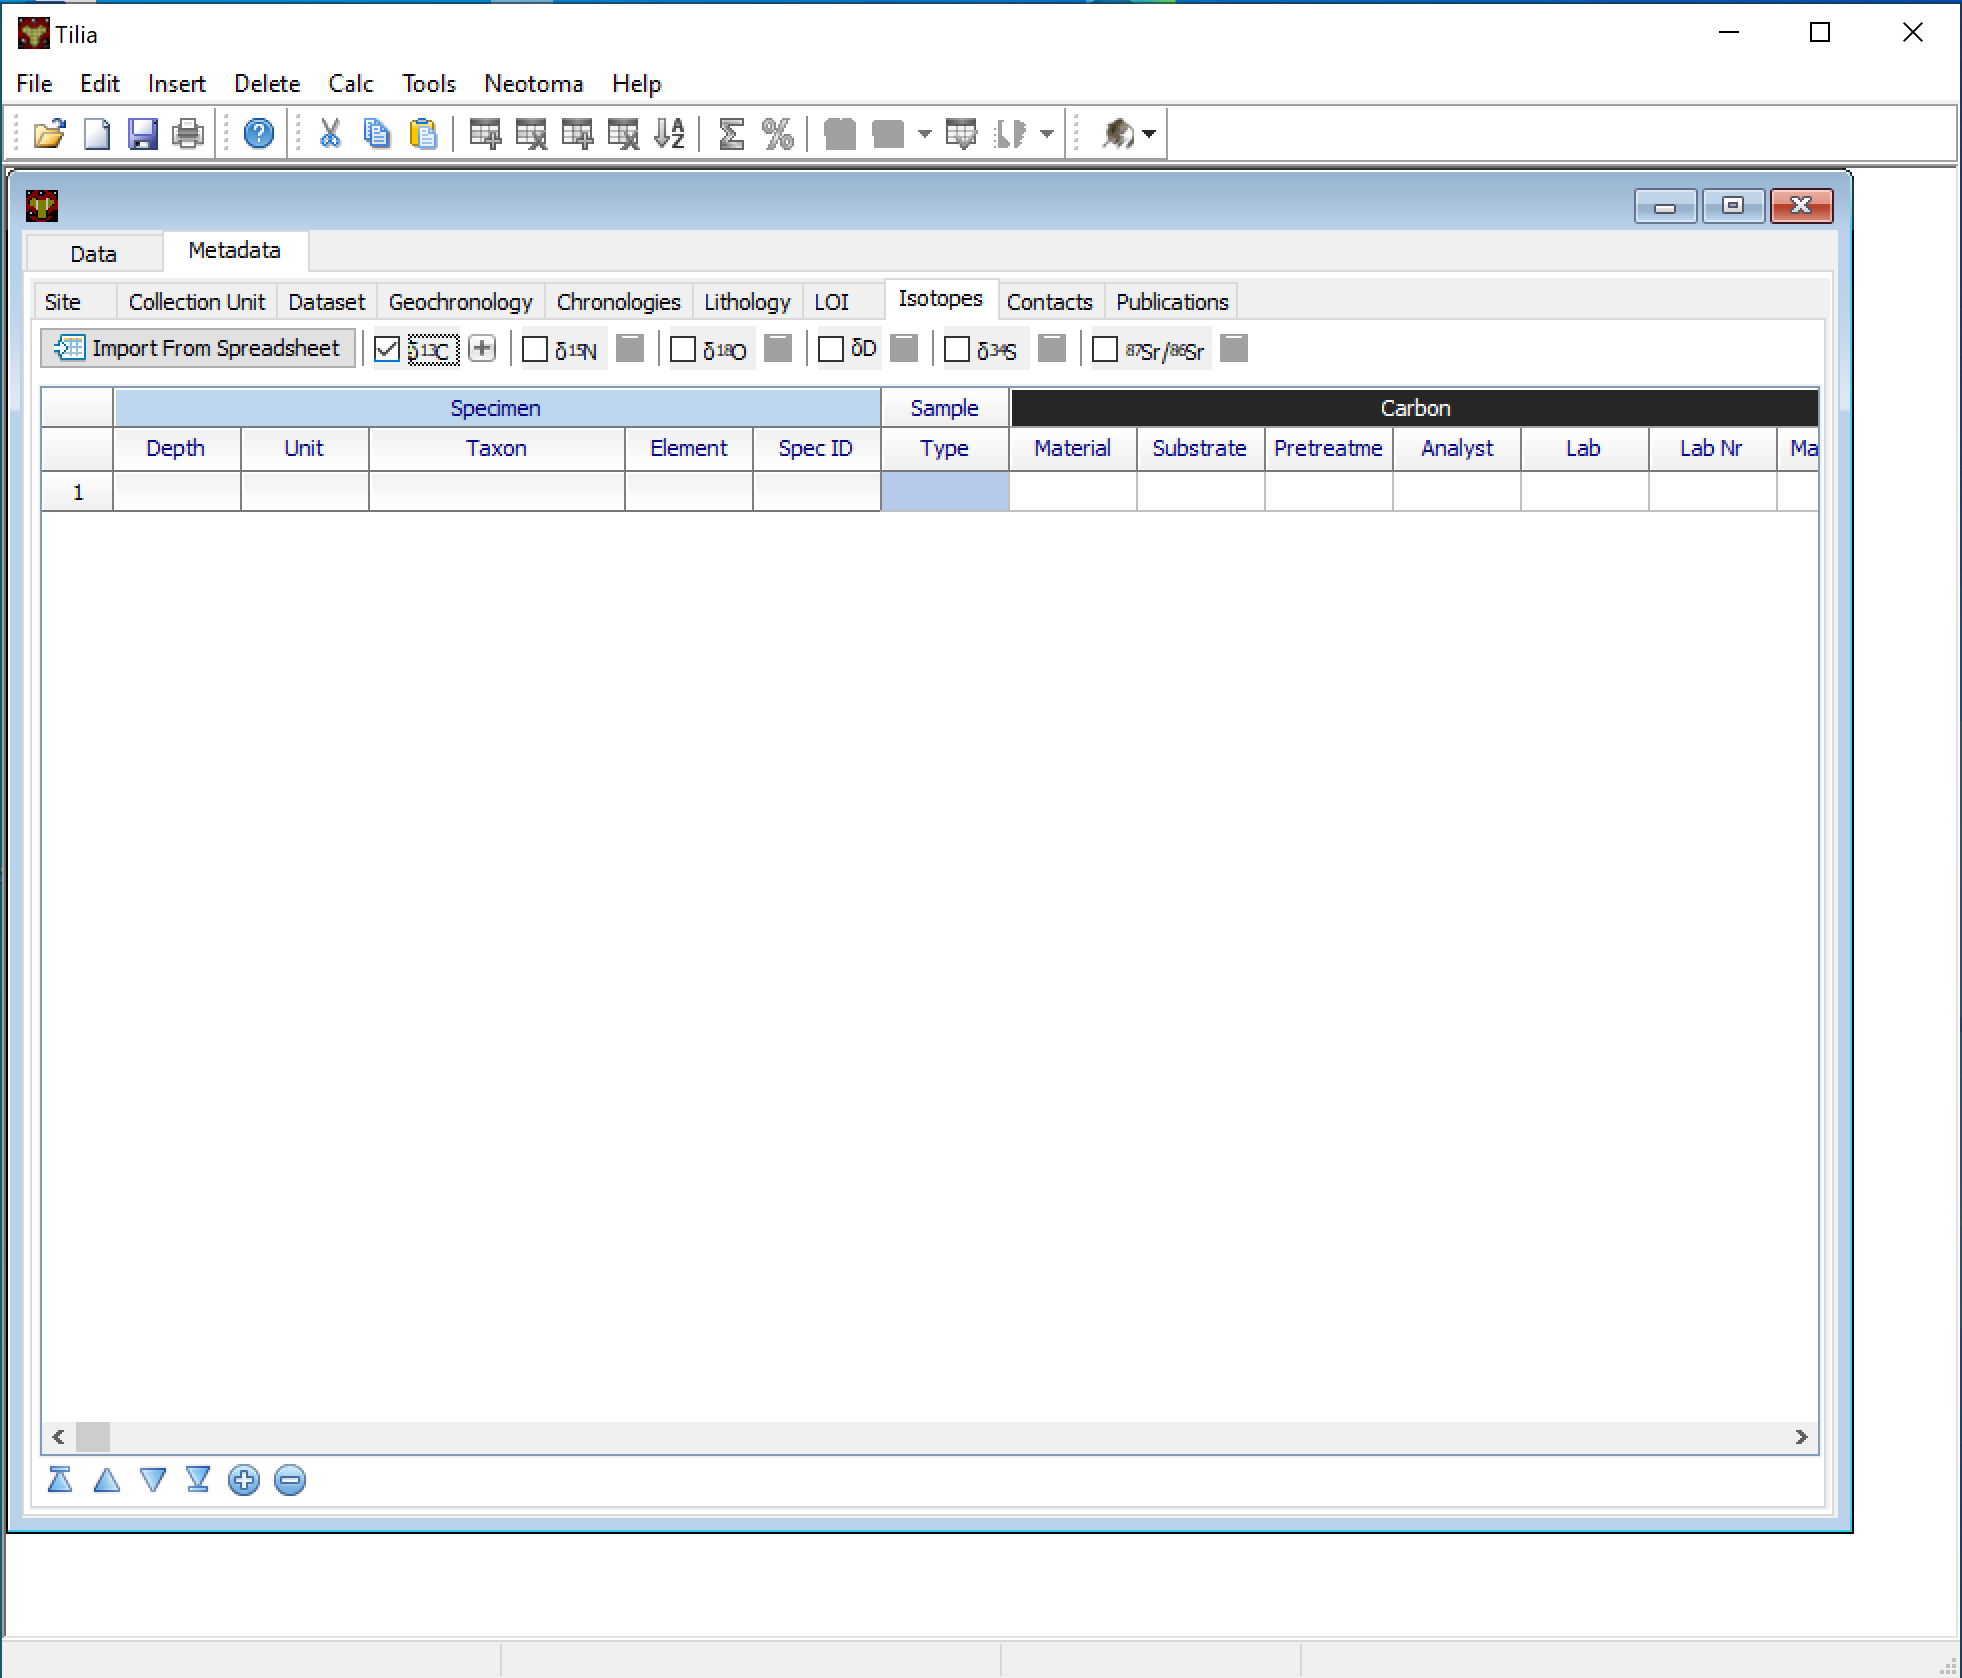 Tilia
File Edit Insert Delete Calc Tools Neotoma Help
Data Metadata
Site Collection Unit Dataset Geochronology Chronologies Lithology LOI Isotopes Contacts Publications
Import From Spreadsheet δ¹³C δ¹⁵N δ¹⁸O δD δ³⁴S ⁸⁷Sr/⁸⁶Sr
Specimen Sample Carbon
Depth Unit Taxon Element Spec ID Type Material Substrate Pretreatme Analyst Lab Lab Nr Ma
1